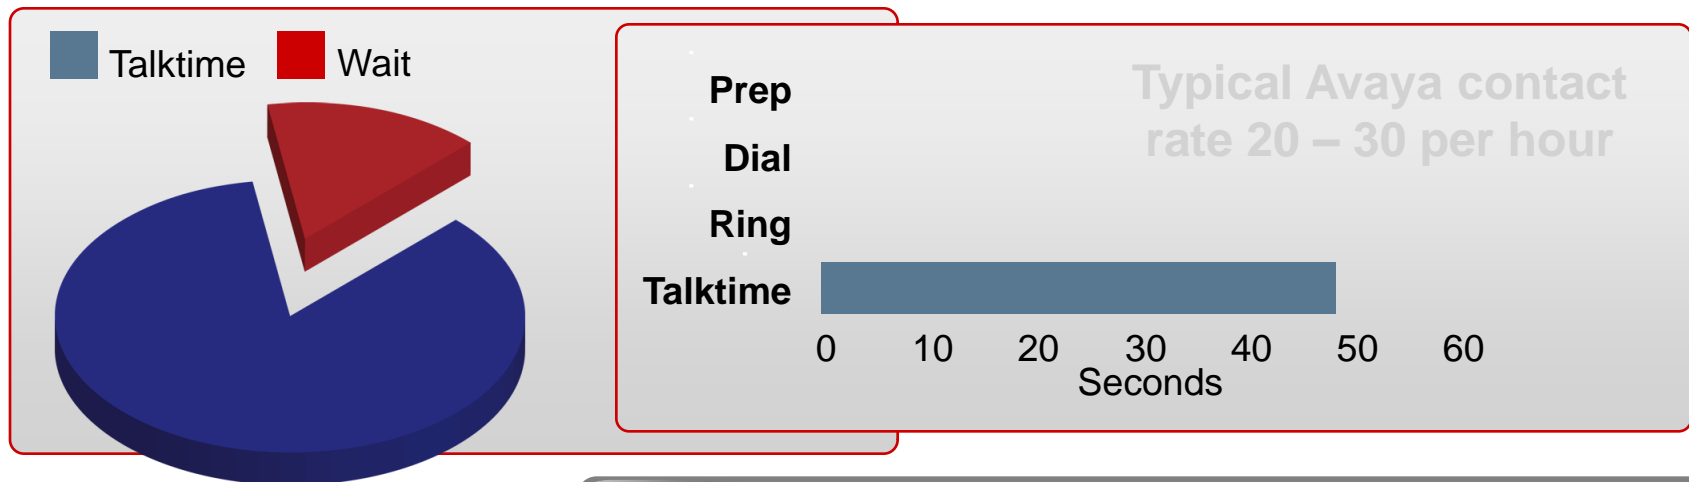 Talktime
Wait
Typical Avaya contact
rate 20 – 30 per hour
Prep
Dial
Ring
Talktime
0 10 20 30 40 50 60
Seconds